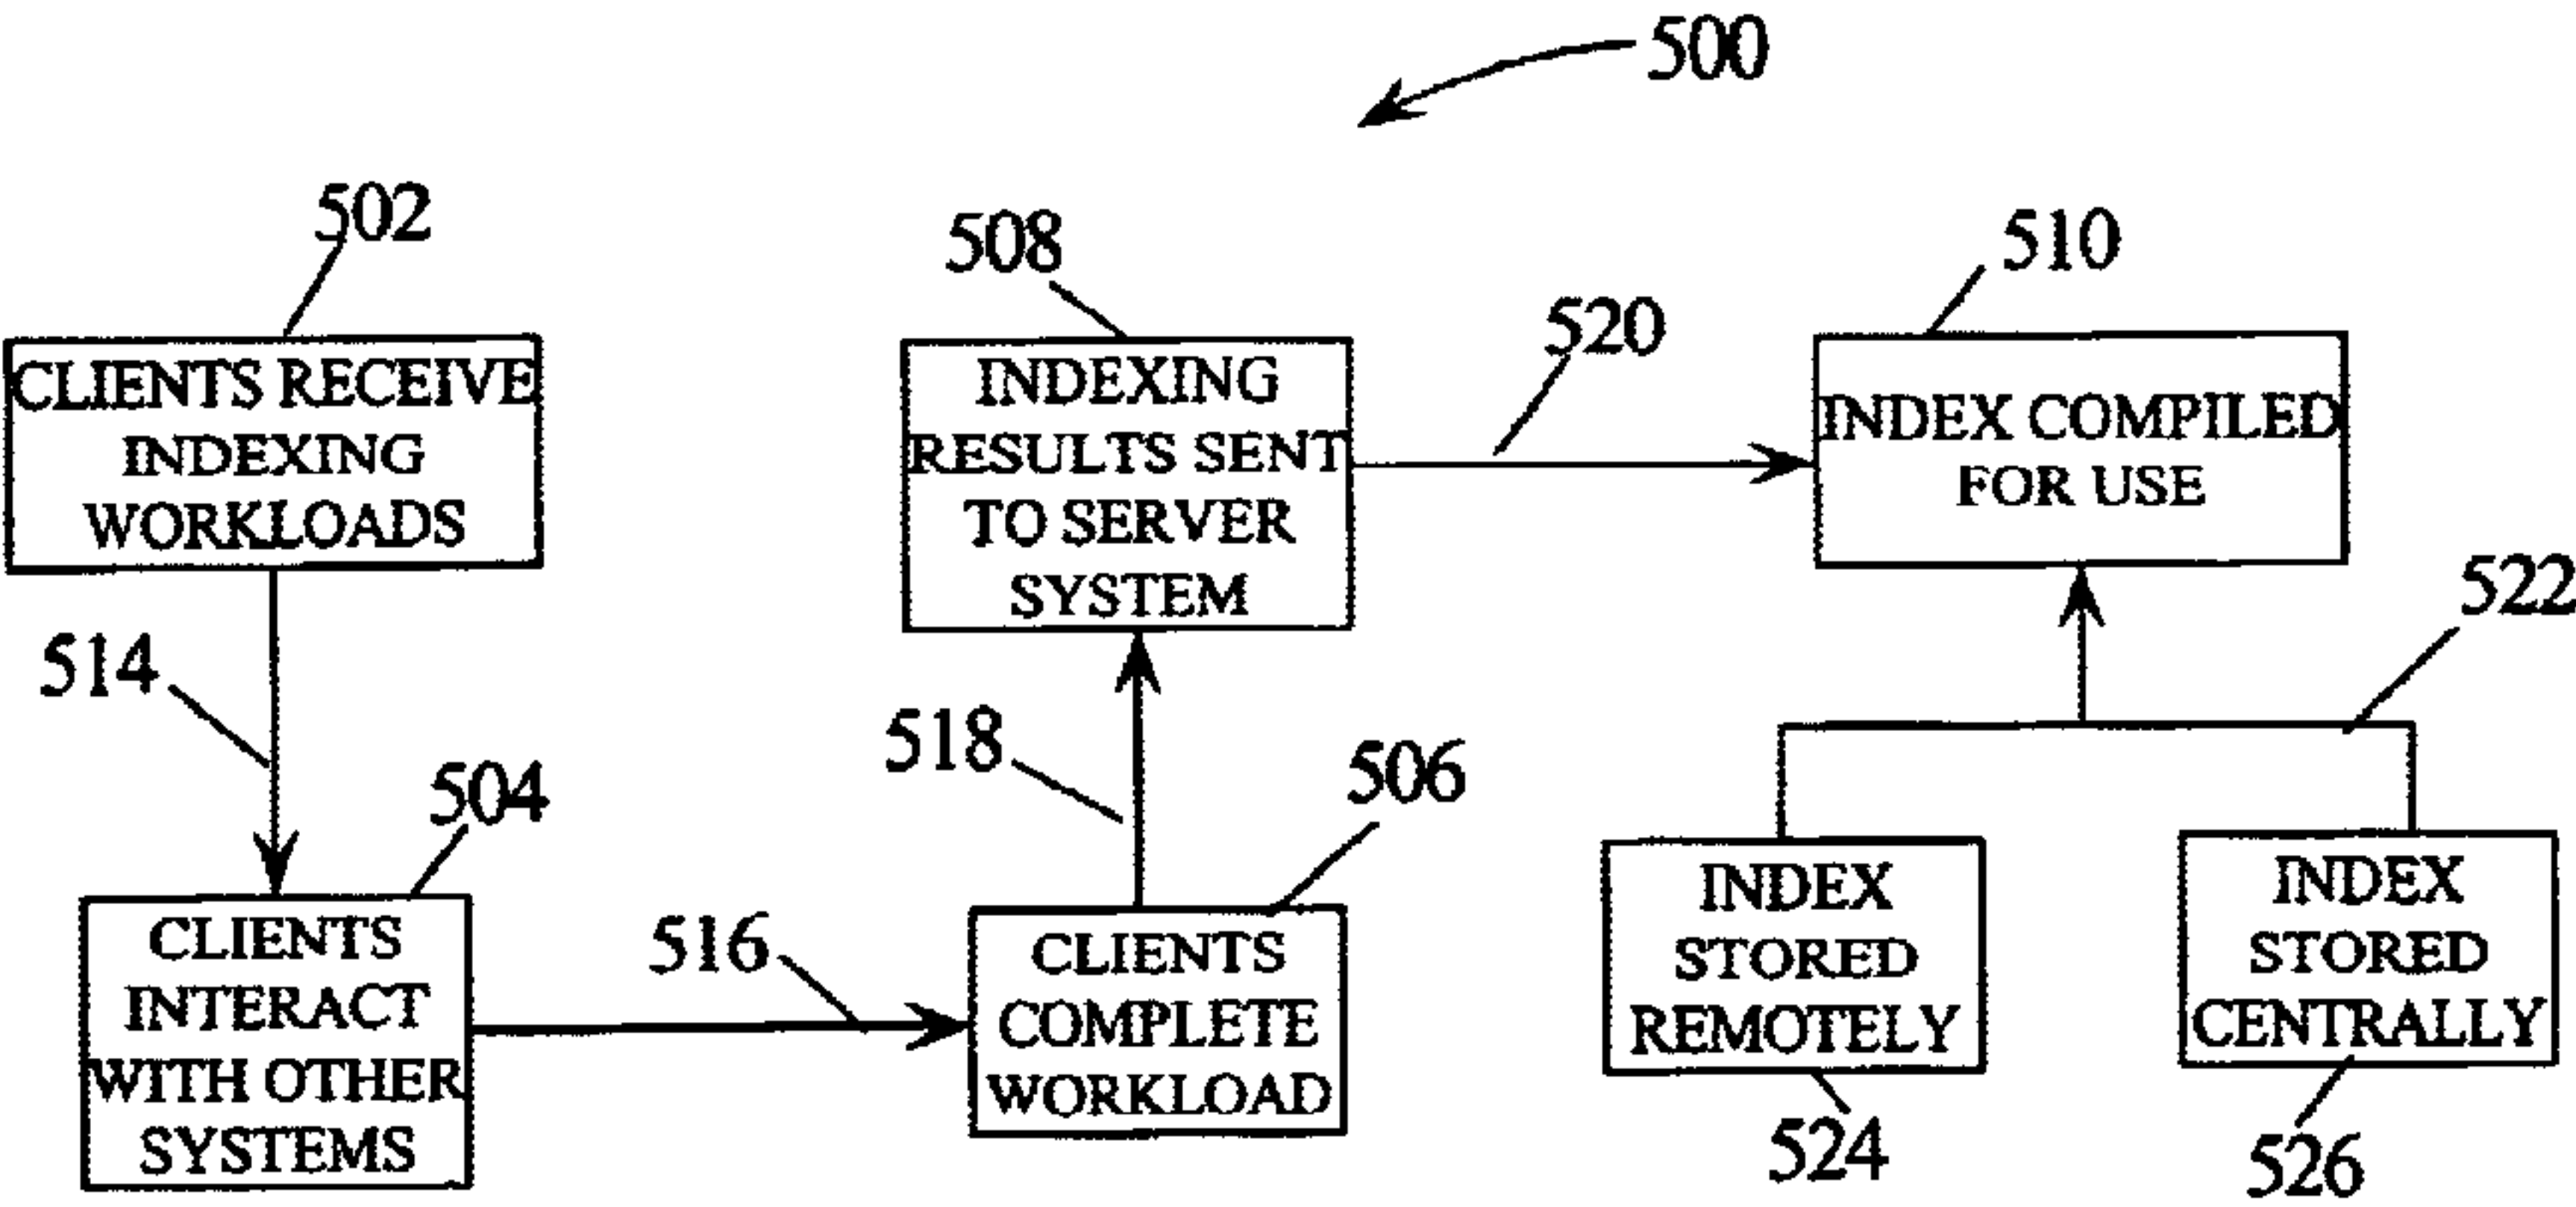 500
502
CLIENTS RECEIVE
INDEXING
WORKLOADS
514
504
CLIENTS
INTERACT
WITH OTHER
SYSTEMS
516
506
CLIENTS
COMPLETE
WORKLOAD
518
508
INDEXING
RESULTS SENT
TO SERVER
SYSTEM
520
510
INDEX COMPILED
FOR USE
522
INDEX
STORED
REMOTELY
524
INDEX
STORED
CENTRALLY
526